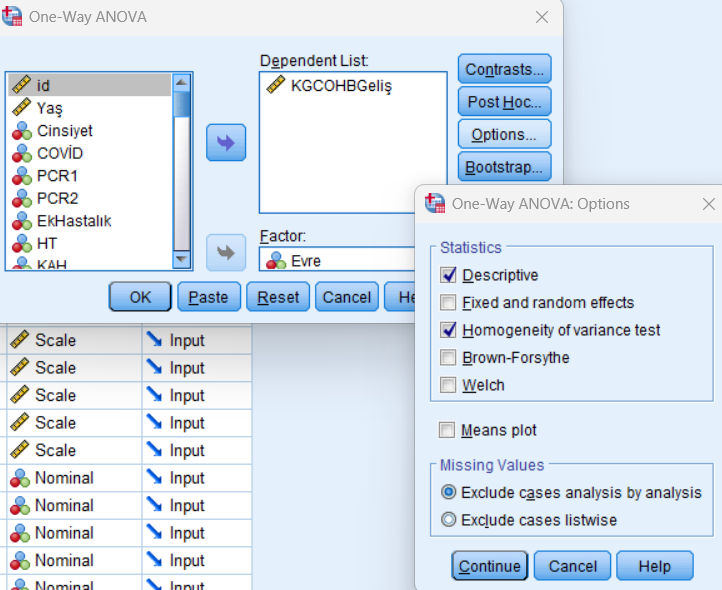 One-Way ANOVA
Dependent List:
id
Yaş
Cinsiyet
COVİD
PCR1
PCR2
EkHastalık
HT
KAH
KGCOHBGeliş
Contrasts...
Post Hoc...
Options...
Bootstrap...
Factor:
Evre
OK
Paste
Reset
Cancel
He
Scale Input
Scale Input
Scale Input
Scale Input
Scale Input
Nominal Input
Nominal Input
Nominal Input
Nominal Input
Nominal Input
One-Way ANOVA: Options
Statistics
Descriptive
Fixed and random effects
Homogeneity of variance test
Brown-Forsythe
Welch
Means plot
Missing Values
Exclude cases analysis by analysis
Exclude cases listwise
Continue
Cancel
Help